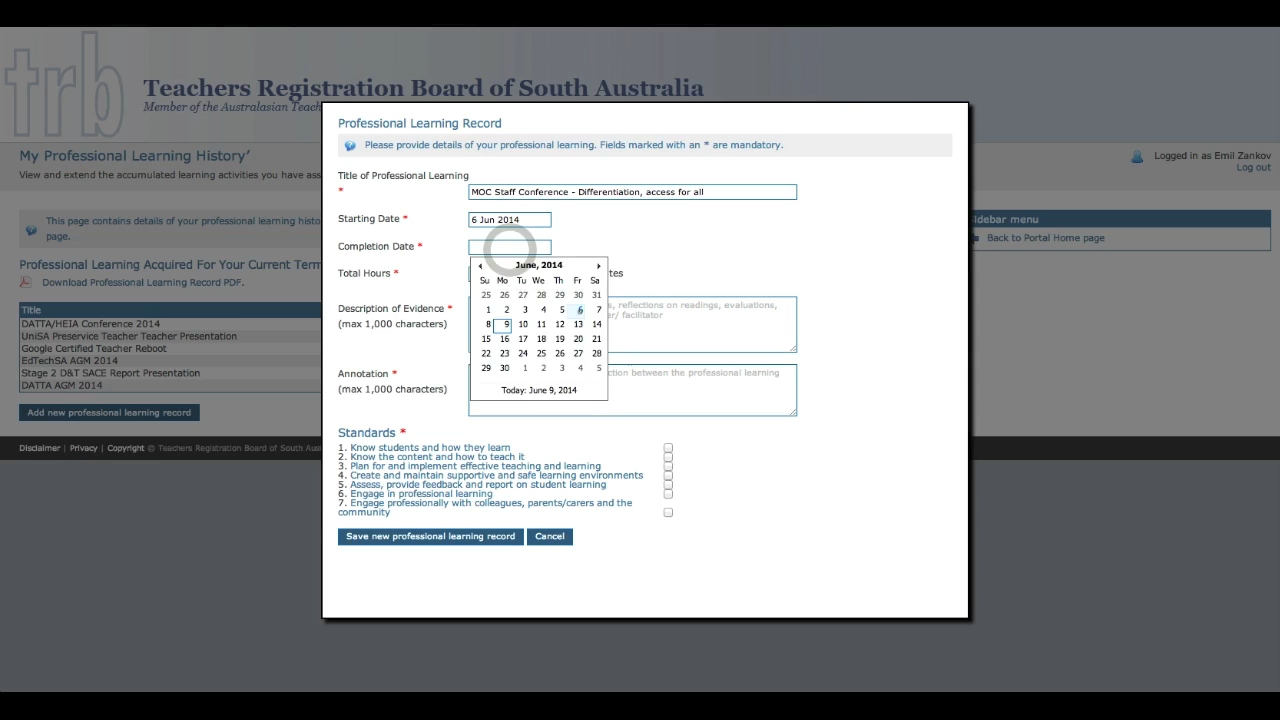 trb
Teachers Registration Board of South Australia
Member of the Australasian Teach
My Professional Learning History’
View and extend the accumulated learning activities you have ass
Logged in as Emil Zankov
Log out
This page contains details of your professional learning histo
page.
Professional Learning Acquired For Your Current Term
Download Professional Learning Record PDF.
Title
DATTA/HEIA Conference 2014
UniSA Preservice Teacher Teacher Presentation
Google Certified Teacher Reboot
EdTechSA AGM 2014
Stage 2 D&T SACE Report Presentation
DATTA AGM 2014
Add new professional learning record
Disclaimer | Privacy | Copyright © Teachers Registration Board of South Aus
idebar menu
Back to Portal Home page
Professional Learning Record
Please provide details of your professional learning. Fields marked with an * are mandatory.
Title of Professional Learning
*
MOC Staff Conference - Differentiation, access for all
Starting Date *
6 Jun 2014
Completion Date *
Total Hours *
tes
June, 2014
Su Mo Tu We Th Fr Sa
25 26 27 28 29 30 31
1 2 3 4 5 6 7
8 9 10 11 12 13 14
15 16 17 18 19 20 21
22 23 24 25 26 27 28
29 30 1 2 3 4 5
Today: June 9, 2014
Description of Evidence *
(max 1,000 characters)
s, reflections on readings, evaluations,
er/ facilitator
Annotation *
(max 1,000 characters)
ction between the professional learning
Standards *
1. Know students and how they learn
2. Know the content and how to teach it
3. Plan for and implement effective teaching and learning
4. Create and maintain supportive and safe learning environments
5. Assess, provide feedback and report on student learning
6. Engage in professional learning
7. Engage professionally with colleagues, parents/carers and the
community
Save new professional learning record
Cancel